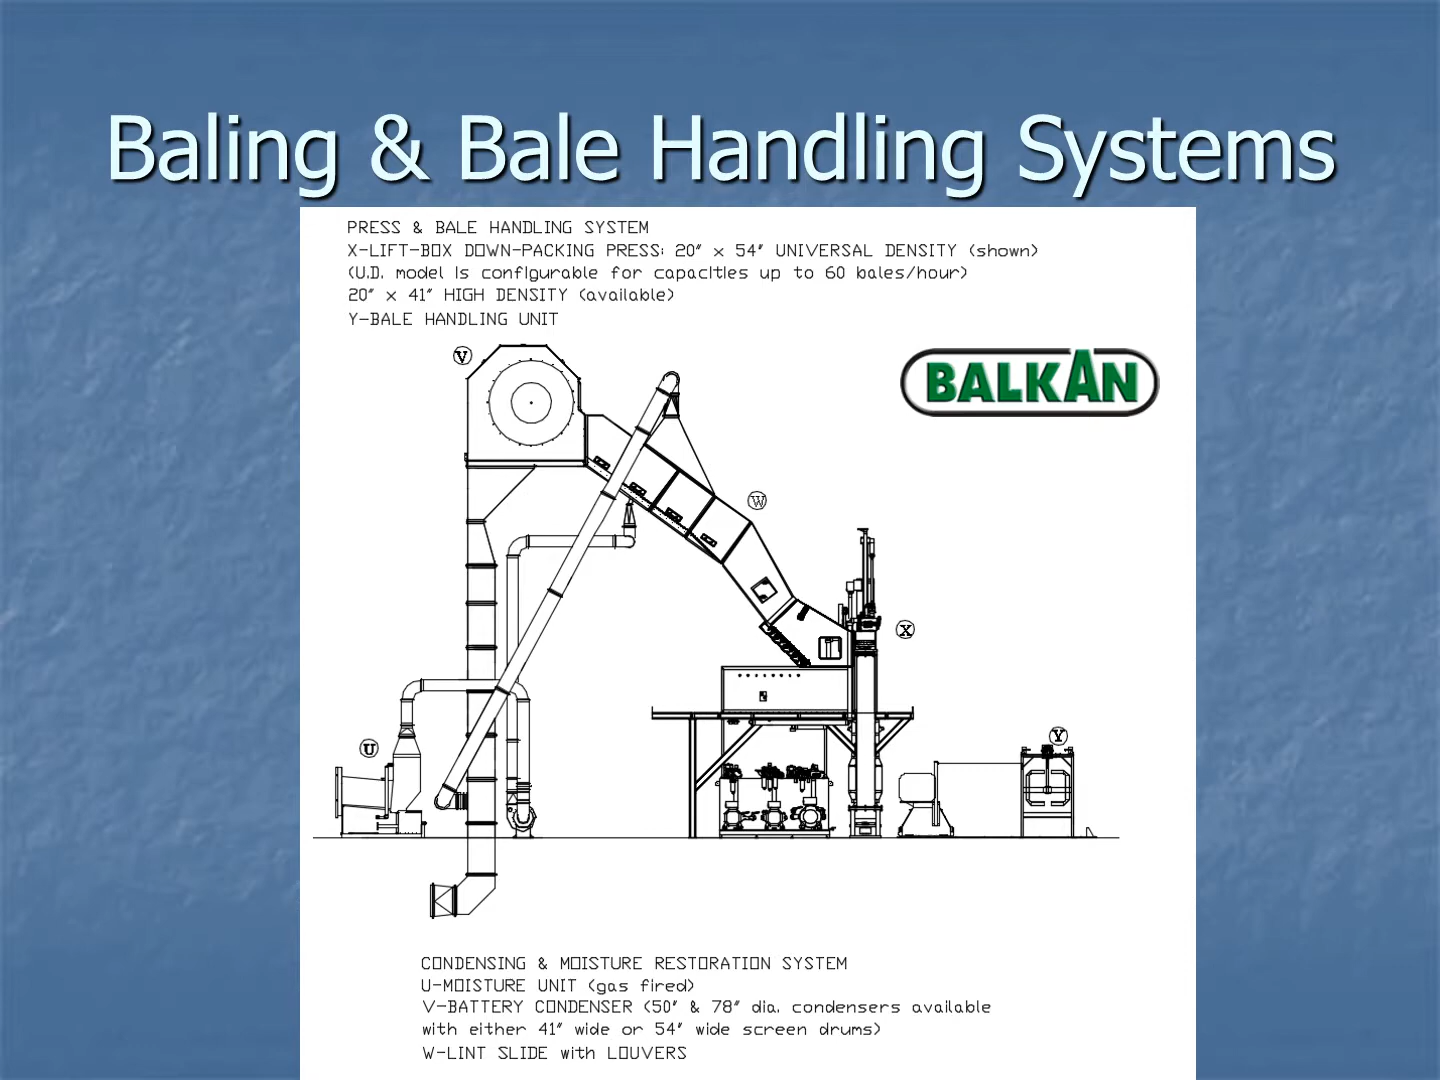 Baling & Bale Handling Systems
PRESS & BALE HANDLING SYSTEM
X-LIFT-BOX DOWN-PACKING PRESS: 20" x 54" UNIVERSAL DENSITY (shown)
(U.D. model is configurable for capacities up to 60 bales/hour)
20" x 41" HIGH DENSITY (available)
Y-BALE HANDLING UNIT
V
BALKAN
W
X
U
Y
CONDENSING & MOISTURE RESTORATION SYSTEM
U-MOISTURE UNIT (gas fired)
V-BATTERY CONDENSER (50" & 78" dia. condensers available
with either 41" wide or 54" wide screen drums)
W-LINT SLIDE with LOUVERS